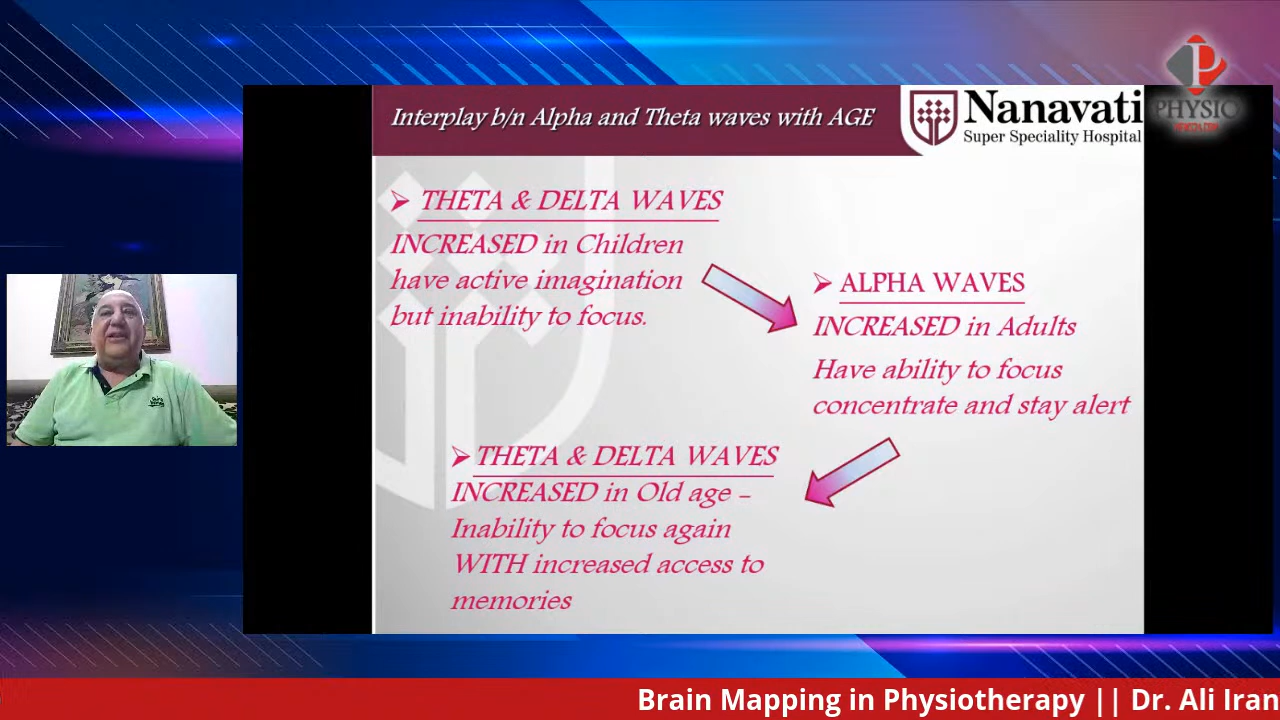 Interplay b/n Alpha and Theta waves with AGE
Nanavati
Super Speciality Hospital
PHYSIO
➢ THETA & DELTA WAVES
INCREASED in Children
have active imagination
but inability to focus.
➢ ALPHA WAVES
INCREASED in Adults
Have ability to focus
concentrate and stay alert
➢ THETA & DELTA WAVES
INCREASED in Old age –
Inability to focus again
WITH increased access to
memories
Brain Mapping in Physiotherapy || Dr. Ali Iran